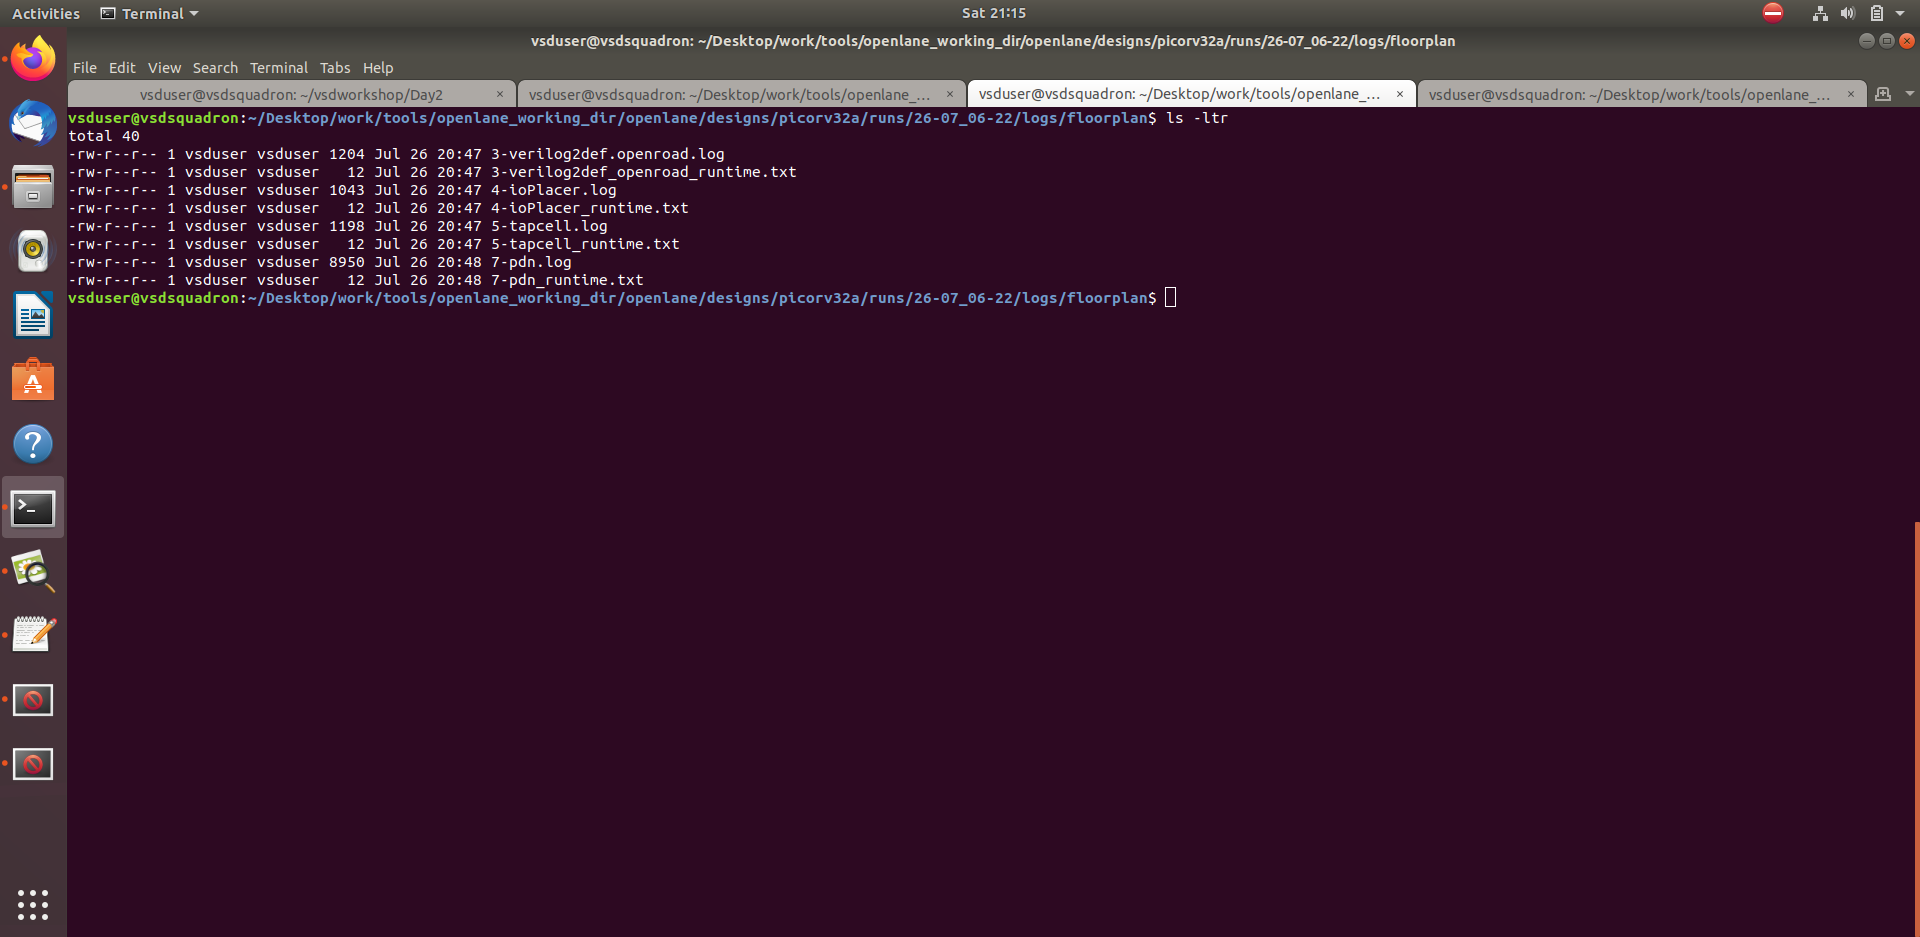 Activities Terminal Sat 21:15
vsduser@vsdsquadron: ~/Desktop/work/tools/openlane_working_dir/openlane/designs/picorv32a/runs/26-07_06-22/logs/floorplan
File Edit View Search Terminal Tabs Help
vsduser@vsdsquadron: ~/vsdworkshop/Day2 × vsduser@vsdsquadron: ~/Desktop/work/tools/openlane_... × vsduser@vsdsquadron: ~/Desktop/work/tools/openlane_... × vsduser@vsdsquadron: ~/Desktop/work/tools/openlane_... ×
vsduser@vsdsquadron:~/Desktop/work/tools/openlane_working_dir/openlane/designs/picorv32a/runs/26-07_06-22/logs/floorplan$ ls -ltr
total 40
-rw-r--r-- 1 vsduser vsduser 1204 Jul 26 20:47 3-verilog2def.openroad.log
-rw-r--r-- 1 vsduser vsduser   12 Jul 26 20:47 3-verilog2def_openroad_runtime.txt
-rw-r--r-- 1 vsduser vsduser 1043 Jul 26 20:47 4-ioPlacer.log
-rw-r--r-- 1 vsduser vsduser   12 Jul 26 20:47 4-ioPlacer_runtime.txt
-rw-r--r-- 1 vsduser vsduser 1198 Jul 26 20:47 5-tapcell.log
-rw-r--r-- 1 vsduser vsduser   12 Jul 26 20:47 5-tapcell_runtime.txt
-rw-r--r-- 1 vsduser vsduser 8950 Jul 26 20:48 7-pdn.log
-rw-r--r-- 1 vsduser vsduser   12 Jul 26 20:48 7-pdn_runtime.txt
vsduser@vsdsquadron:~/Desktop/work/tools/openlane_working_dir/openlane/designs/picorv32a/runs/26-07_06-22/logs/floorplan$